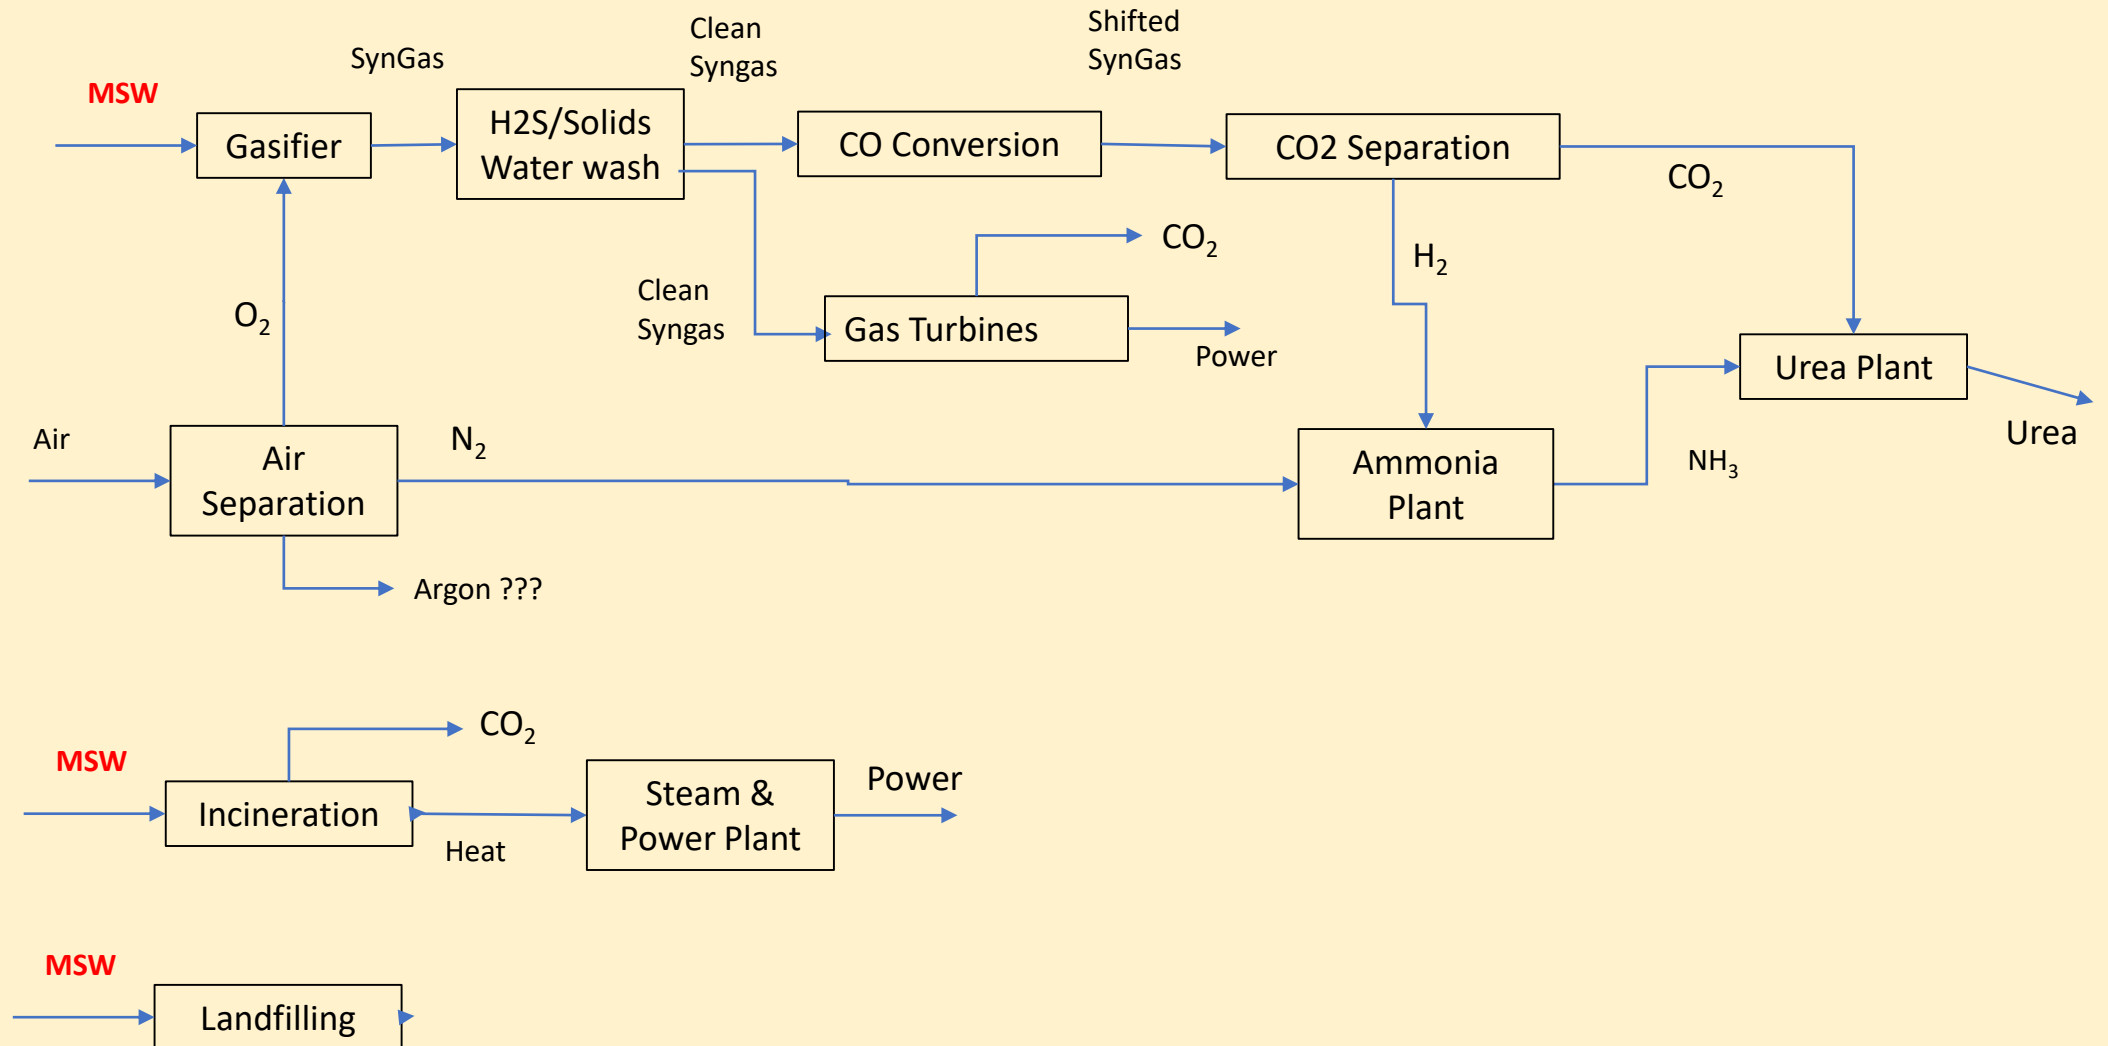 MSW
SynGas
Clean
Syngas
Shifted
SynGas
Gasifier
H2S/Solids
Water wash
CO Conversion
CO2 Separation
CO₂
O₂
Clean
Syngas
CO₂
Gas Turbines
Power
H₂
Urea Plant
Urea
Air
Air
Separation
N₂
Ammonia
Plant
NH₃
Argon ???
MSW
CO₂
Incineration
Heat
Steam &
Power Plant
Power
MSW
Landfilling